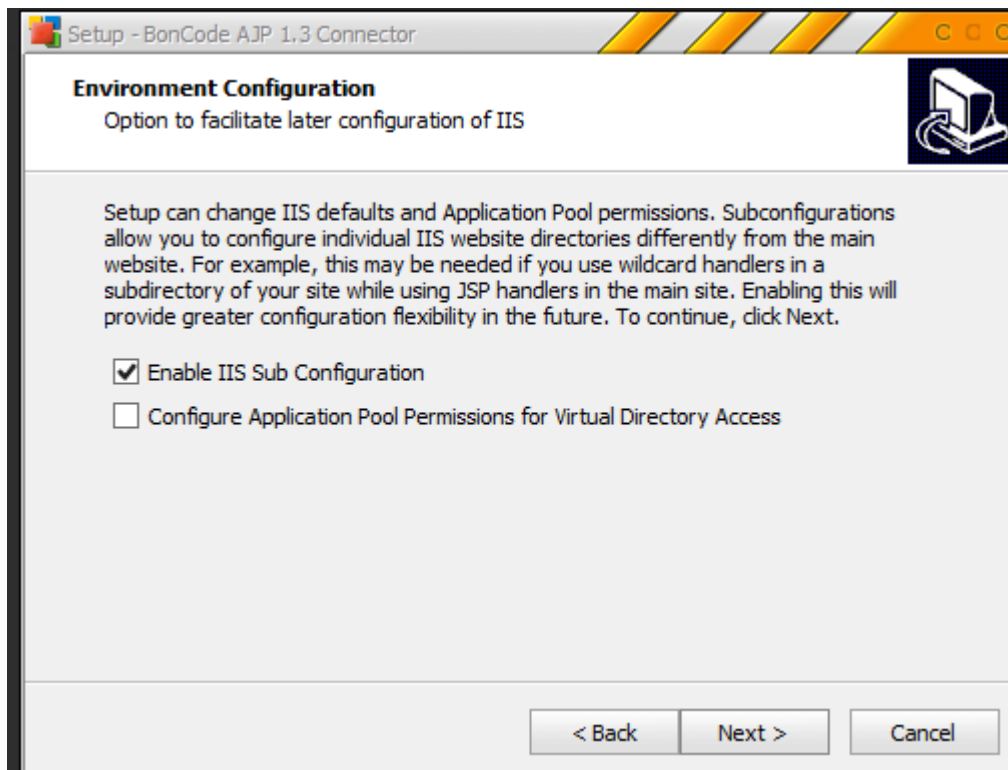 Setup - BonCode AJP 1.3 Connector
C C C
Environment Configuration
Option to facilitate later configuration of IIS
Setup can change IIS defaults and Application Pool permissions. Subconfigurations
allow you to configure individual IIS website directories differently from the main
website. For example, this may be needed if you use wildcard handlers in a
subdirectory of your site while using JSP handlers in the main site. Enabling this will
provide greater configuration flexibility in the future. To continue, click Next.
Enable IIS Sub Configuration
Configure Application Pool Permissions for Virtual Directory Access
< Back
Next >
Cancel